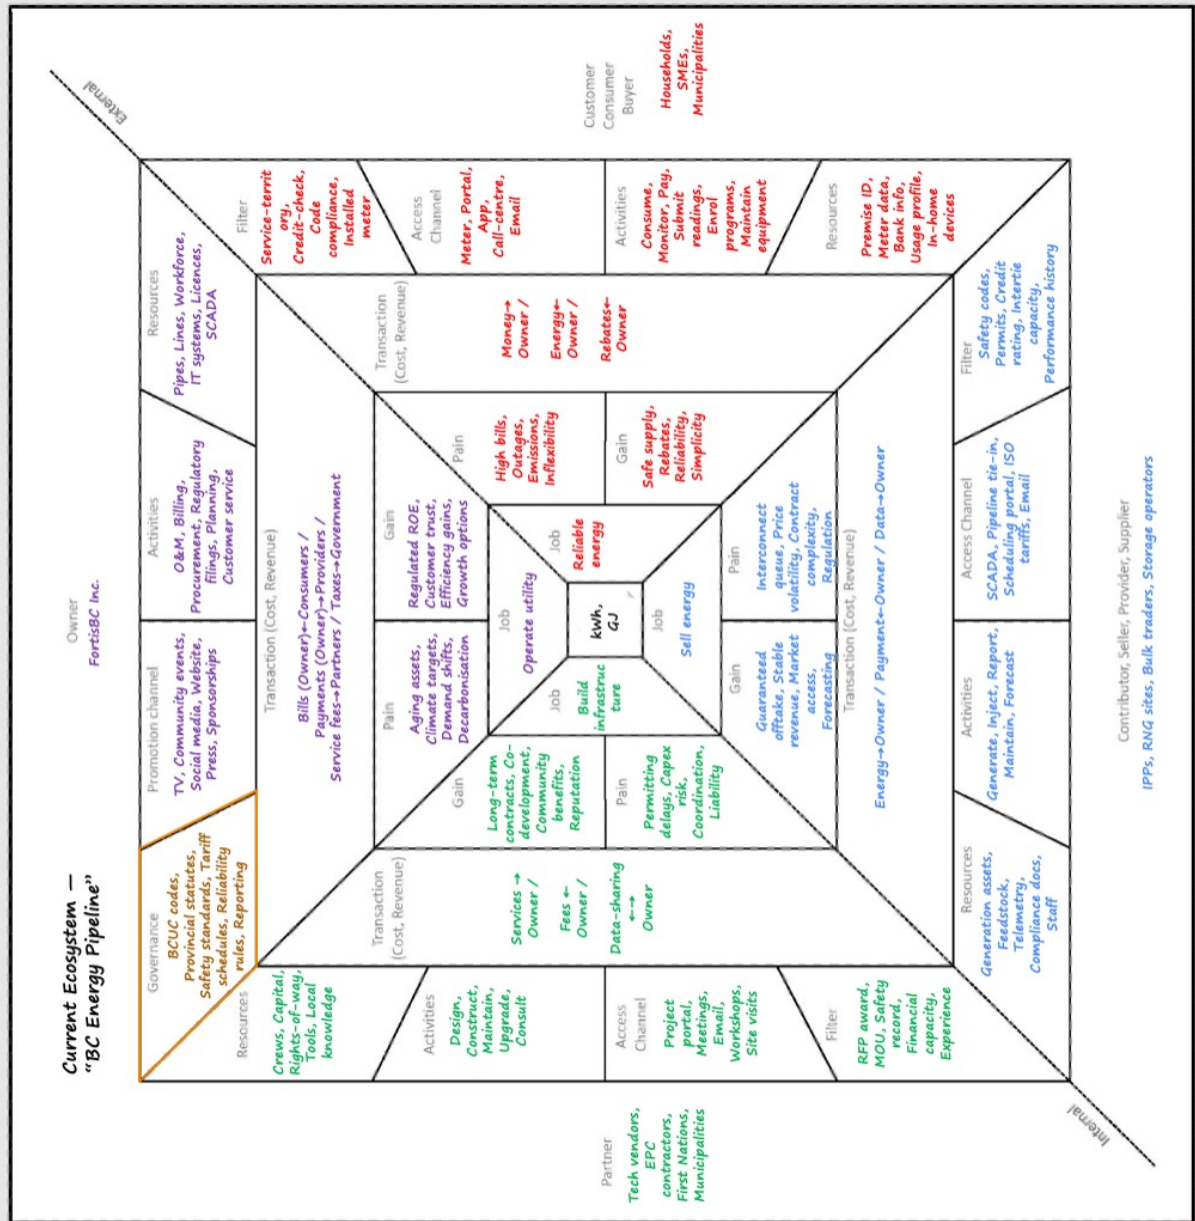 Current Ecosystem —
“BC Energy Pipeline”
Owner
FortisBC Inc.
External
Governance
BCUC codes,
Provincial statutes,
Safety standards, Tariff
schedules, Reliability
rules, Reporting
Promotion channel
TV, Community events,
Social media, Website,
Press, Sponsorships
Activities
O&M, Billing,
Procurement, Regulatory
filings, Planning,
Customer service
Resources
Pipes, Lines, Workforce,
IT systems, Licences,
SCADA
Transaction (Cost, Revenue)
Bills (Owner)←Consumers /
Payments (Owner)→Providers /
Service fees→Partners / Taxes→Government
Pain
Aging assets,
Climate targets,
Demand shifts,
Decarbonisation
Gain
Regulated ROE,
Customer trust,
Efficiency gains,
Growth options
Job
Operate utility
Customer
Consumer
Buyer
Households,
SMEs,
Municipalities
Filter
Service-territ
ory,
Credit-check,
Code
compliance,
Installed
meter
Access
Channel
Meter, Portal,
App,
Call-centre,
Email
Activities
Consume,
Monitor, Pay,
Submit
readings,
Enrol
programs,
Maintain
equipment
Resources
Premise ID,
Meter data,
Bank info,
Usage profile,
In-home
devices
Transaction
(Cost, Revenue)
Money→
Owner /
Energy←
Owner /
Rebates←
Owner
Pain
High bills,
Outages,
Emissions,
Inflexibility
Gain
Safe supply,
Rebates,
Reliability,
Simplicity
Job
Reliable
energy
kWh,
GJ
Partner
Tech vendors,
EPC
contractors,
First Nations,
Municipalities
Resources
Crews, Capital,
Rights-of-way,
Tools, Local
knowledge
Activities
Design,
Construct,
Maintain,
Upgrade,
Consult
Access
Channel
Project
portal,
Meetings,
Email,
Workshops,
Site visits
Filter
RFP award,
MOU, Safety
record,
Financial
capacity,
Experience
Transaction
(Cost, Revenue)
Services →
Owner /
Fees ←
Owner /
Data-sharing
←→
Owner
Gain
Long-term
contracts, Co-
development,
Community
benefits,
Reputation
Pain
Permitting
delays, Capex
risk,
Coordination,
Liability
Job
Build
infrastruc
ture
Job
Sell energy
Gain
Guaranteed
offtake, Stable
revenue, Market
access,
Forecasting
Pain
Interconnect
queue, Price
volatility, Contract
complexity,
Regulation
Transaction (Cost, Revenue)
Energy→Owner / Payment←Owner / Data→Owner
Resources
Generation assets,
Feedstock,
Telemetry,
Compliance docs,
Staff
Activities
Generate, Inject, Report,
Maintain, Forecast
Access Channel
SCADA, Pipeline tie-in,
Scheduling portal, ISO
tariffs, Email
Filter
Safety codes,
Permits, Credit
rating, Intertie
capacity,
Performance history
Internal
Contributor, Seller, Provider, Supplier
IPPs, RNG sites, Bulk traders, Storage operators